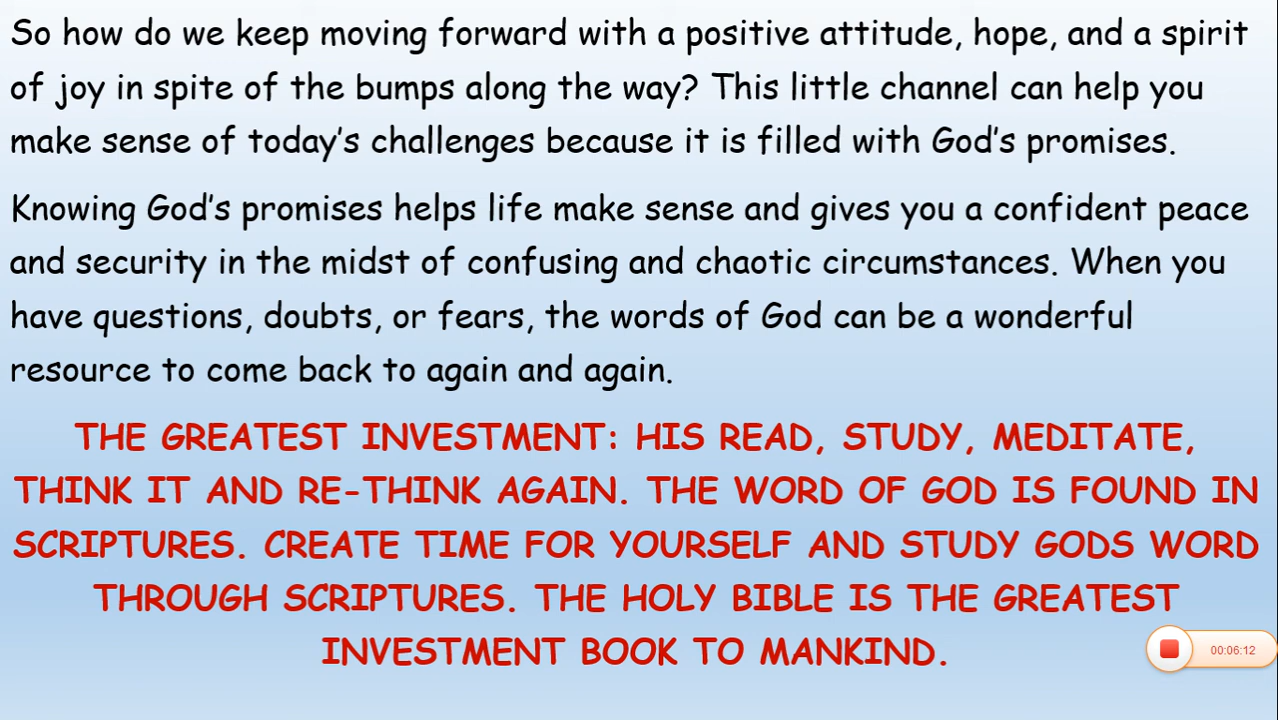 So how do we keep moving forward with a positive attitude, hope, and a spirit
of joy in spite of the bumps along the way? This little channel can help you
make sense of today's challenges because it is filled with God's promises.
Knowing God's promises helps life make sense and gives you a confident peace
and security in the midst of confusing and chaotic circumstances. When you
have questions, doubts, or fears, the words of God can be a wonderful
resource to come back to again and again.
THE GREATEST INVESTMENT: HIS READ, STUDY, MEDITATE,
THINK IT AND RE-THINK AGAIN. THE WORD OF GOD IS FOUND IN
SCRIPTURES. CREATE TIME FOR YOURSELF AND STUDY GODS WORD
THROUGH SCRIPTURES. THE HOLY BIBLE IS THE GREATEST
INVESTMENT BOOK TO MANKIND.
00:06:12